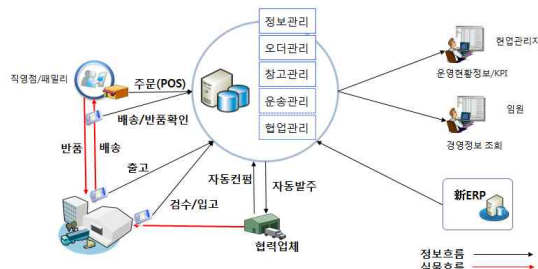 정보관리
오더관리
창고관리
운송관리
협업관리
직영점/패밀리
주문(POS)
배송/반품확인
반품
배송
출고
검수/입고
자동컨펌
자동발주
협력업체
현업관리자
운영현황정보/KPI
임원
경영정보 조회
新ERP
정보흐름
실물흐름